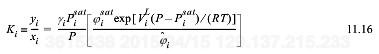 K_i = y_i / x_i = γ_i P_i^sat / P [ φ_i^sat exp[V_i^L (P − P_i^sat)/(RT)] / φ̂_i ]     11.16